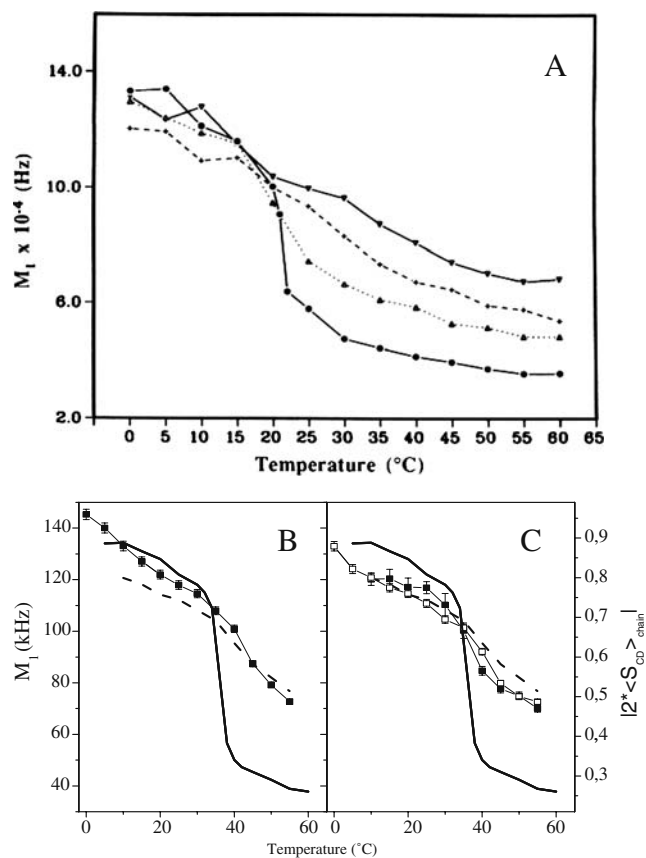 A
14.0
10.0
6.0
2.0
M₁ x 10⁻⁴ (Hz)
0 5 10 15 20 25 30 35 40 45 50 55 60 65
Temperature (°C)
B
C
140
120
100
80
60
40
M₁ (kHz)
0,9
0,8
0,7
0,6
0,5
0,4
0,3
|2*<S_CD>_chain|
0 20 40 0 20 40 60
Temperature (°C)